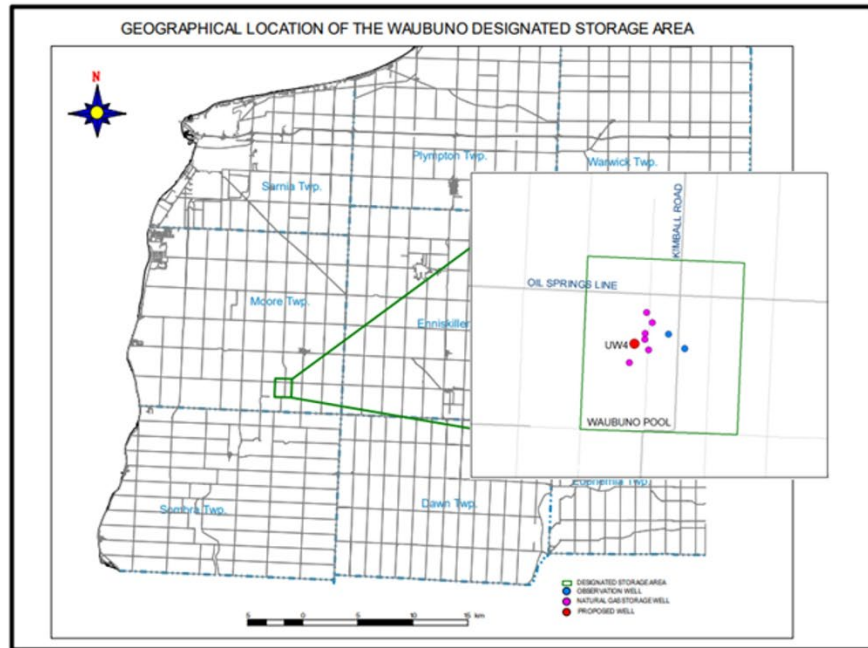 GEOGRAPHICAL LOCATION OF THE WAUBUNO DESIGNATED STORAGE AREA
N
Plympton Twp.
Warwick Twp.
Sarnia Twp.
KIMBALL ROAD
OIL SPRINGS LINE
Moore Twp.
Enniskillen
UW4
WAUBUNO POOL
Sombra Twp.
Dawn Twp.
DESIGNATED STORAGE AREA
OBSERVATION WELL
NATURAL GAS STORAGE WELL
PROPOSED WELL
5 0 5 10 15 km